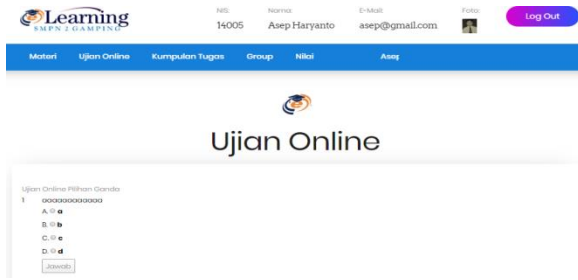 eLearning
SMPN 2 GAMPING
NIS:
14005
Nama:
Asep Haryanto
E-Mail:
asep@gmail.com
Foto:
Log Out
Materi Ujian Online Kumpulan Tugas Group Nilai Asep
Ujian Online
Ujian Online Pilihan Ganda
1 aaaaaaaaaaaa
A. a
B. b
C. c
D. d
Jawab